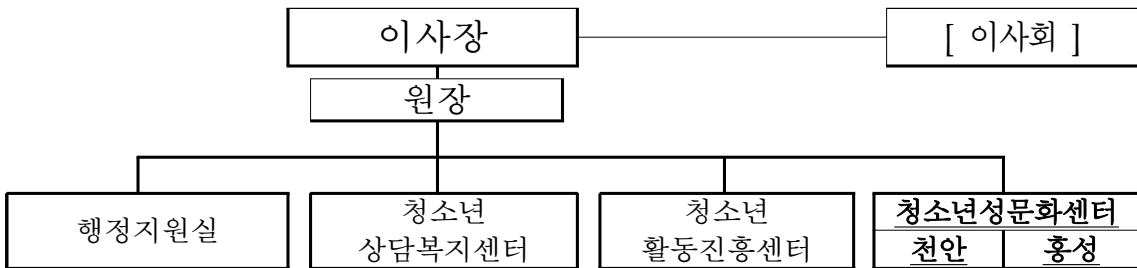 이사장
[ 이사회 ]
원장
행정지원실
청소년
상담복지센터
청소년
활동진흥센터
청소년성문화센터
천안
홍성